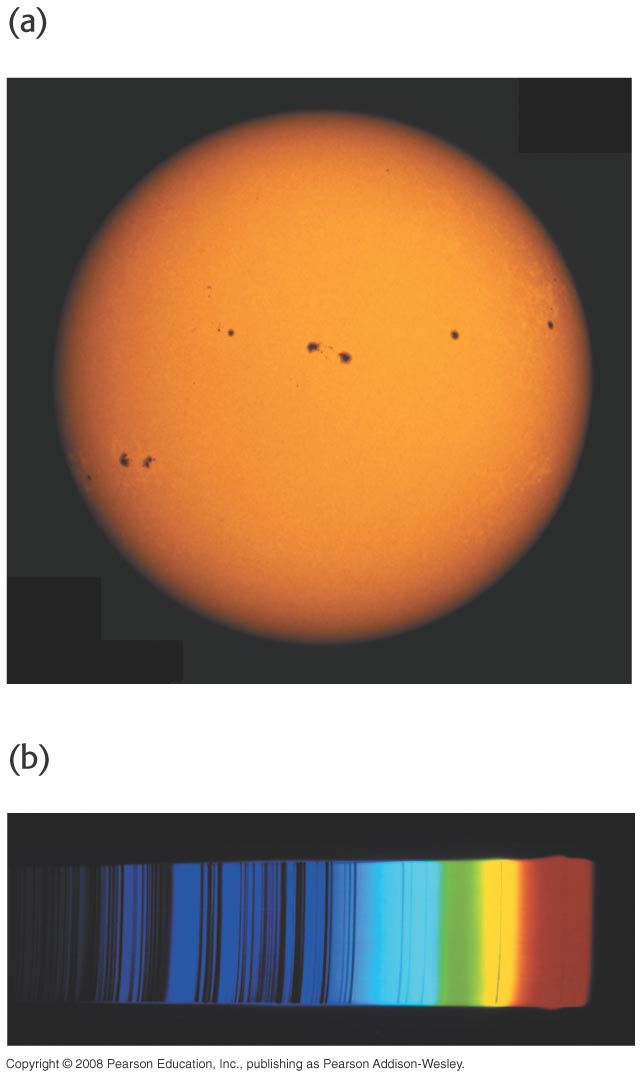 (a)
(b)
Copyright © 2008 Pearson Education, Inc., publishing as Pearson Addison-Wesley.